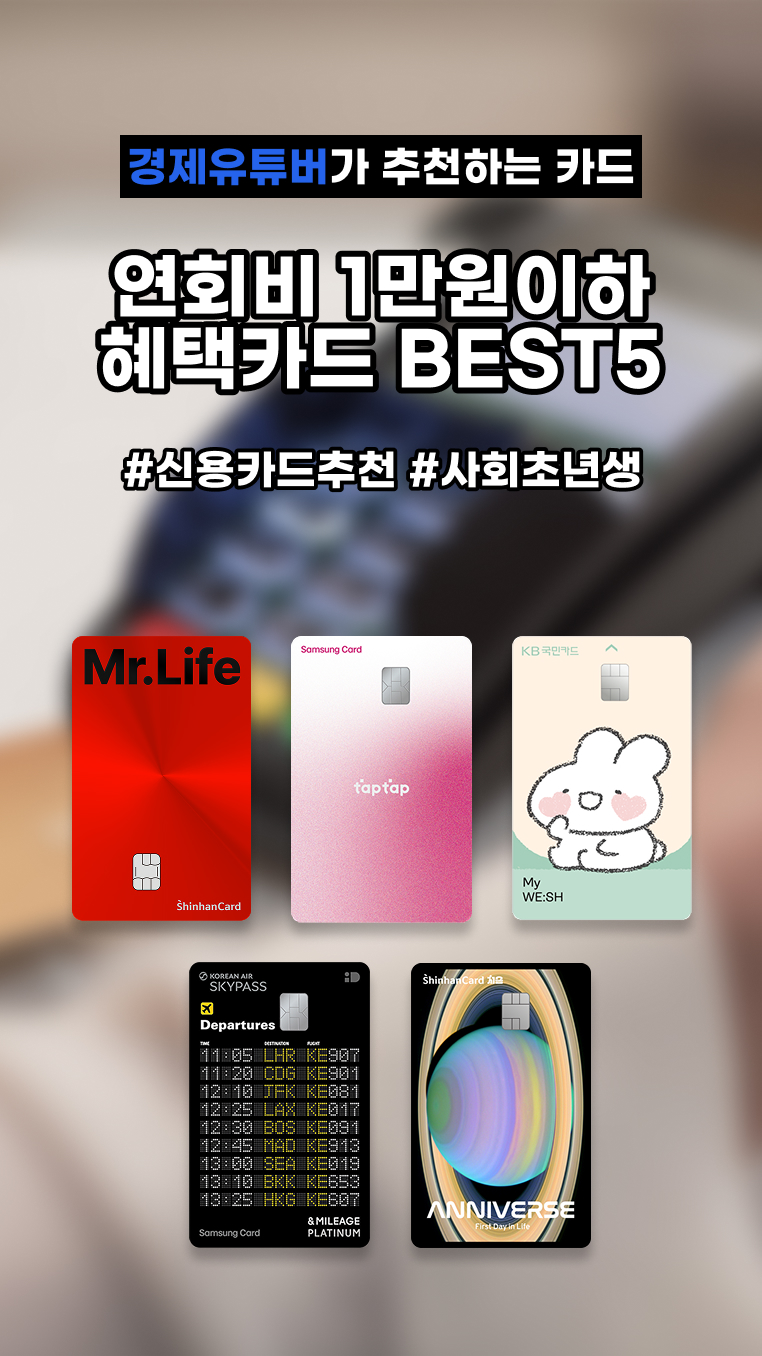 경제유튜버가 추천하는 카드
연회비 1만원이하
혜택카드 BEST5
#신용카드추천 #사회초년생
Mr.Life
ShinhanCard
Samsung Card
taptap
KB국민카드
My
WE:SH
KOREAN AIR
SKYPASS
iD
Departures
TIME DESTINATION FLIGHT
11:05 LHR KE907
11:20 CDG KE901
12:10 JFK KE081
12:25 LAX KE017
12:30 BOS KE091
12:45 MAD KE913
13:00 SEA KE019
13:10 BKK KE653
13:25 HKG KE607
&MILEAGE
Samsung Card PLATINUM
ShinhanCard 처음
ANNIVERSE
First Day in Life